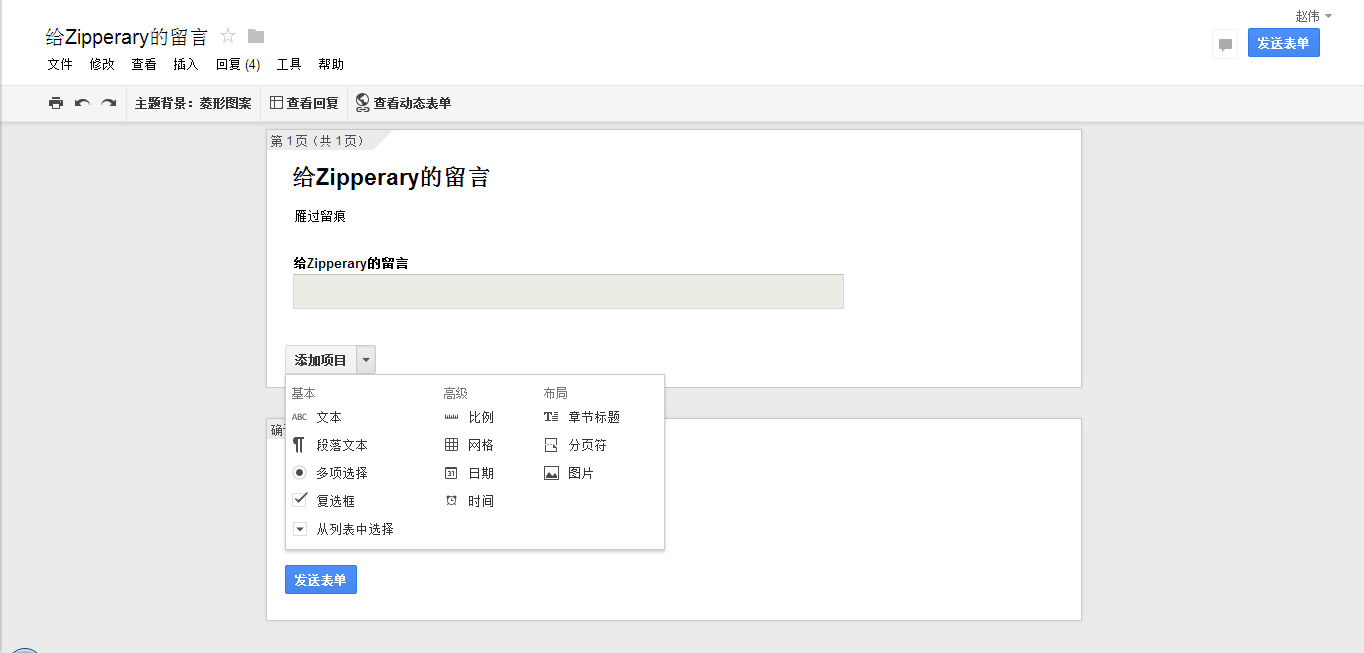 赵伟
给Zipperary的留言
发送表单
文件 修改 查看 插入 回复 (4) 工具 帮助
主题背景：菱形图案 查看回复 查看动态表单
第 1 页（共 1 页）
给Zipperary的留言
雁过留痕
给Zipperary的留言
添加项目
基本 高级 布局
ABC 文本 比例 章节标题
段落文本 网格 分页符
多项选择 31 日期 图片
复选框 时间
从列表中选择
确
发送表单